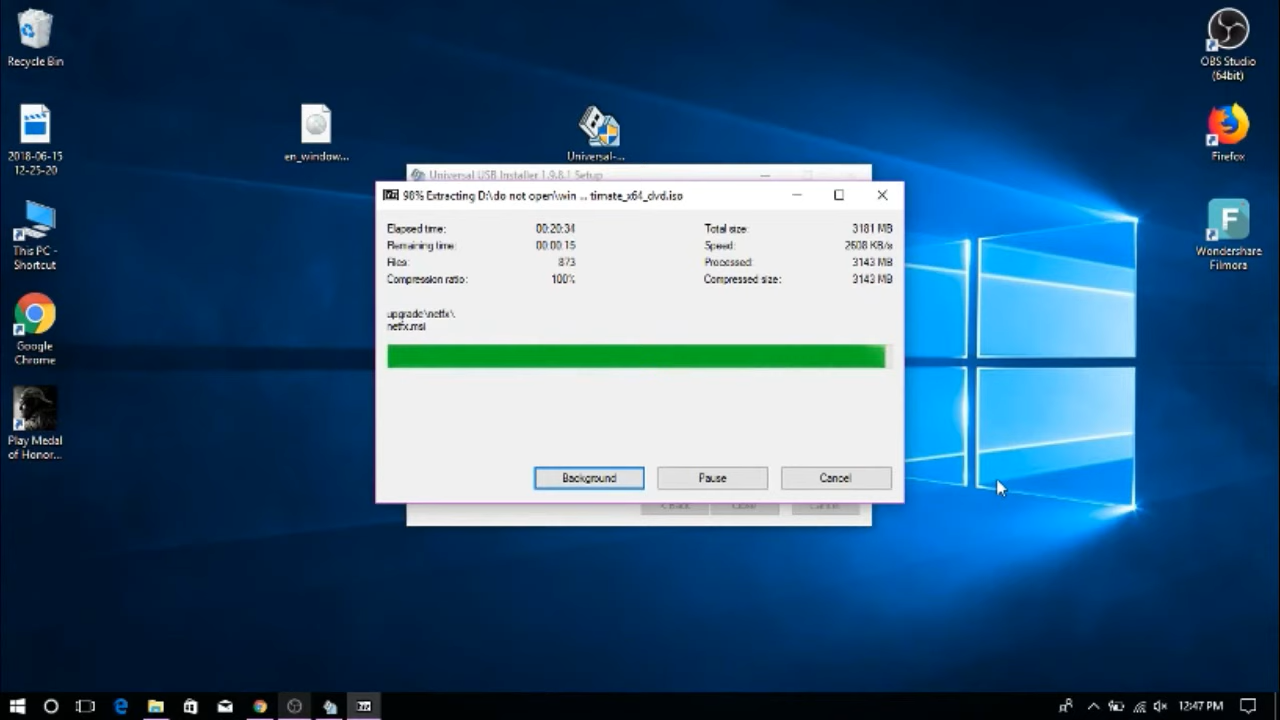 Recycle Bin
2018-06-15
12-25-20
This PC -
Shortcut
Google
Chrome
Play Medal
of Honor...
en_window...
Universal-...
OBS Studio
(64bit)
Firefox
Wondershare
Filmora
Universal USB Installer 1.9.8.1 Setup
98% Extracting D:\do not open\win ... timate_x64_dvd.iso
Elapsed time: 00:20:34 Total size: 3181 MB
Remaining time: 00:00:15 Speed: 2608 KB/s
Files: 873 Processed: 3143 MB
Compression ratio: 100% Compressed size: 3143 MB
upgrade\netfx\
netfx.msi
Background Pause Cancel
< Back Close Cancel
12:47 PM